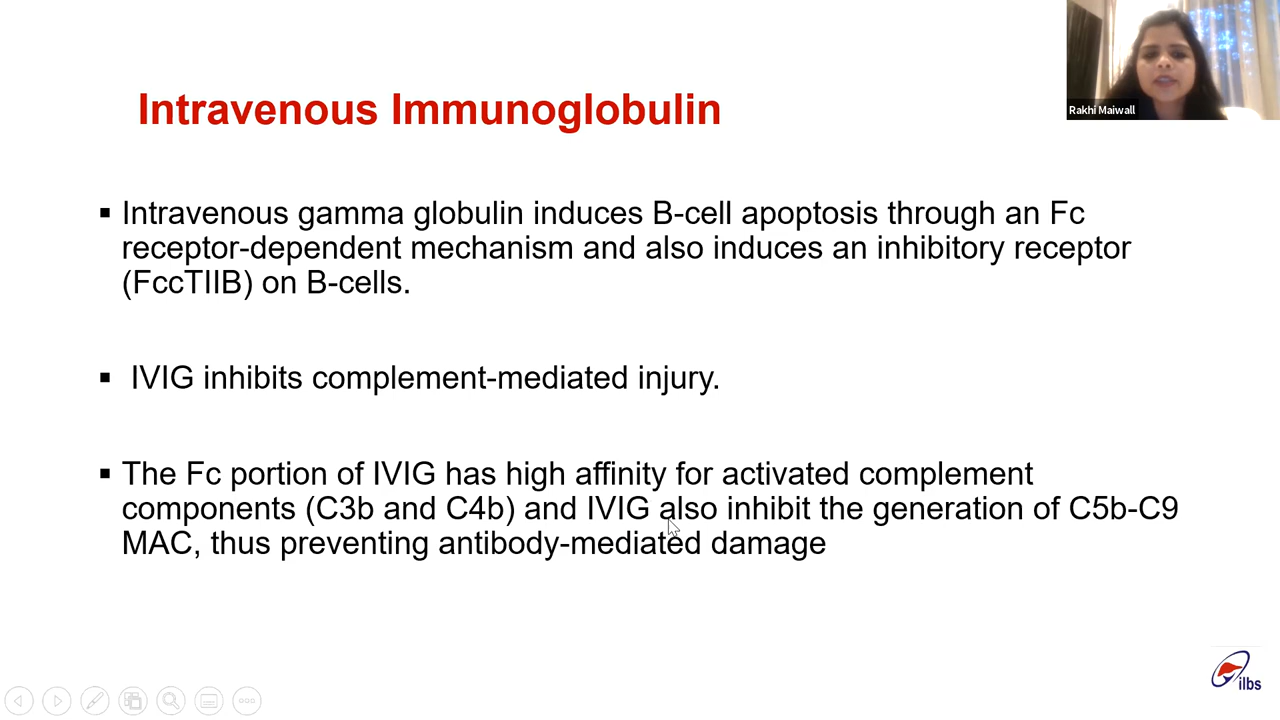 Intravenous Immunoglobulin
Rakhi Maiwall
▪ Intravenous gamma globulin induces B-cell apoptosis through an Fc
receptor-dependent mechanism and also induces an inhibitory receptor
(FccTIIB) on B-cells.
▪ IVIG inhibits complement-mediated injury.
▪ The Fc portion of IVIG has high affinity for activated complement
components (C3b and C4b) and IVIG also inhibit the generation of C5b-C9
MAC, thus preventing antibody-mediated damage
ilbs